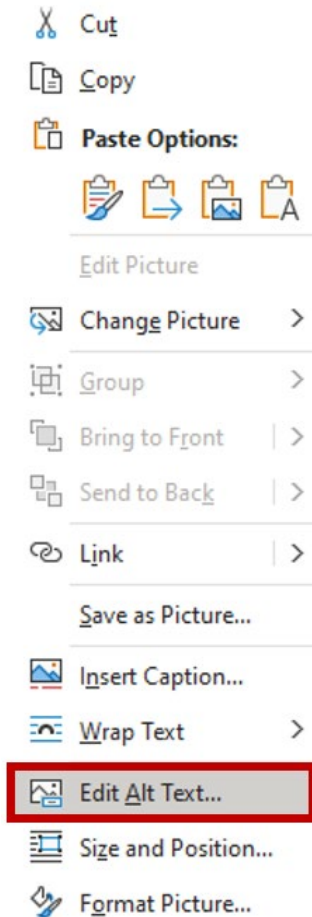 Cut
Copy
Paste Options:
A
Edit Picture
Change Picture
Group
Bring to Front
Send to Back
Link
Save as Picture...
Insert Caption...
Wrap Text
Edit Alt Text...
Size and Position...
Format Picture...